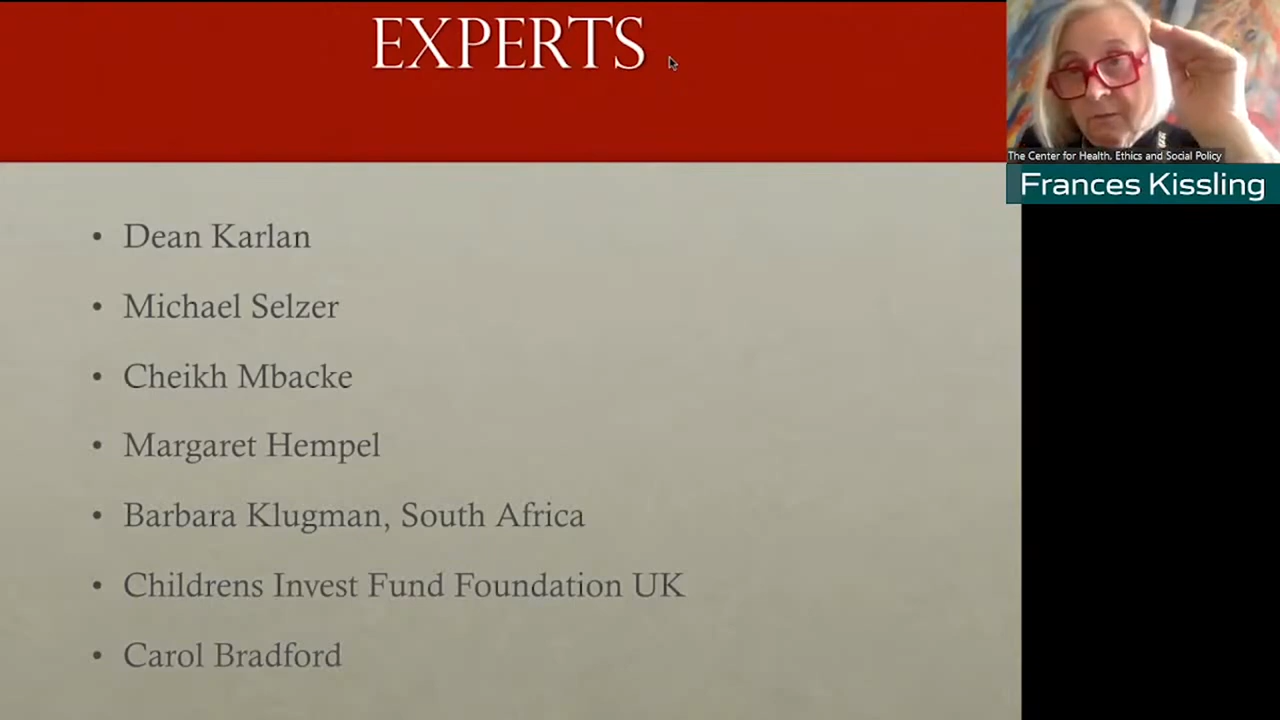 EXPERTS
The Center for Health, Ethics and Social Policy
Frances Kissling
• Dean Karlan
• Michael Selzer
• Cheikh Mbacke
• Margaret Hempel
• Barbara Klugman, South Africa
• Childrens Invest Fund Foundation UK
• Carol Bradford